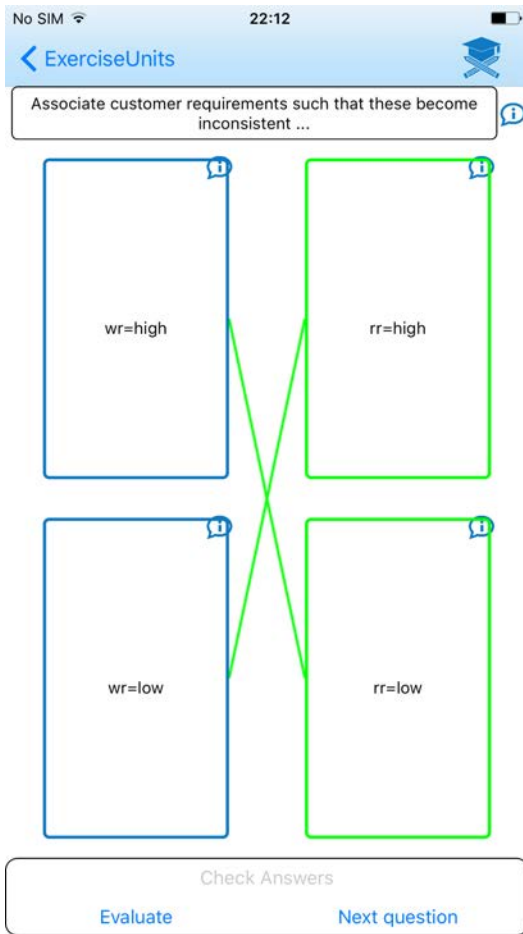 No SIM 22:12
ExerciseUnits
Associate customer requirements such that these become
inconsistent ...
wr=high rr=high
wr=low rr=low
Check Answers
Evaluate Next question